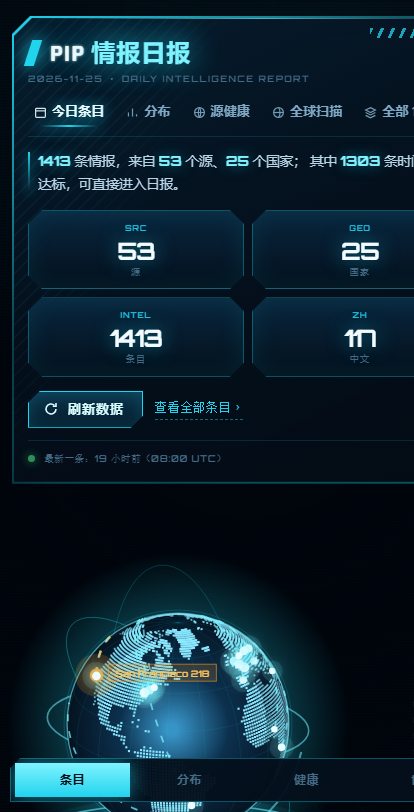 PIP 情报日报
2026-11-25 • DAILY INTELLIGENCE REPORT
今日条目 分布 源健康 全球扫描 全部
1413 条情报，来自 53 个源、25 个国家； 其中 1303 条时
达标，可直接进入日报。
SRC GEO
53 25
源 国家
INTEL ZH
1413 117
条目 中文
刷新数据 查看全部条目 ›
最新一条：19 小时前（08:00 UTC）
San Francisco 218
条目 分布 健康